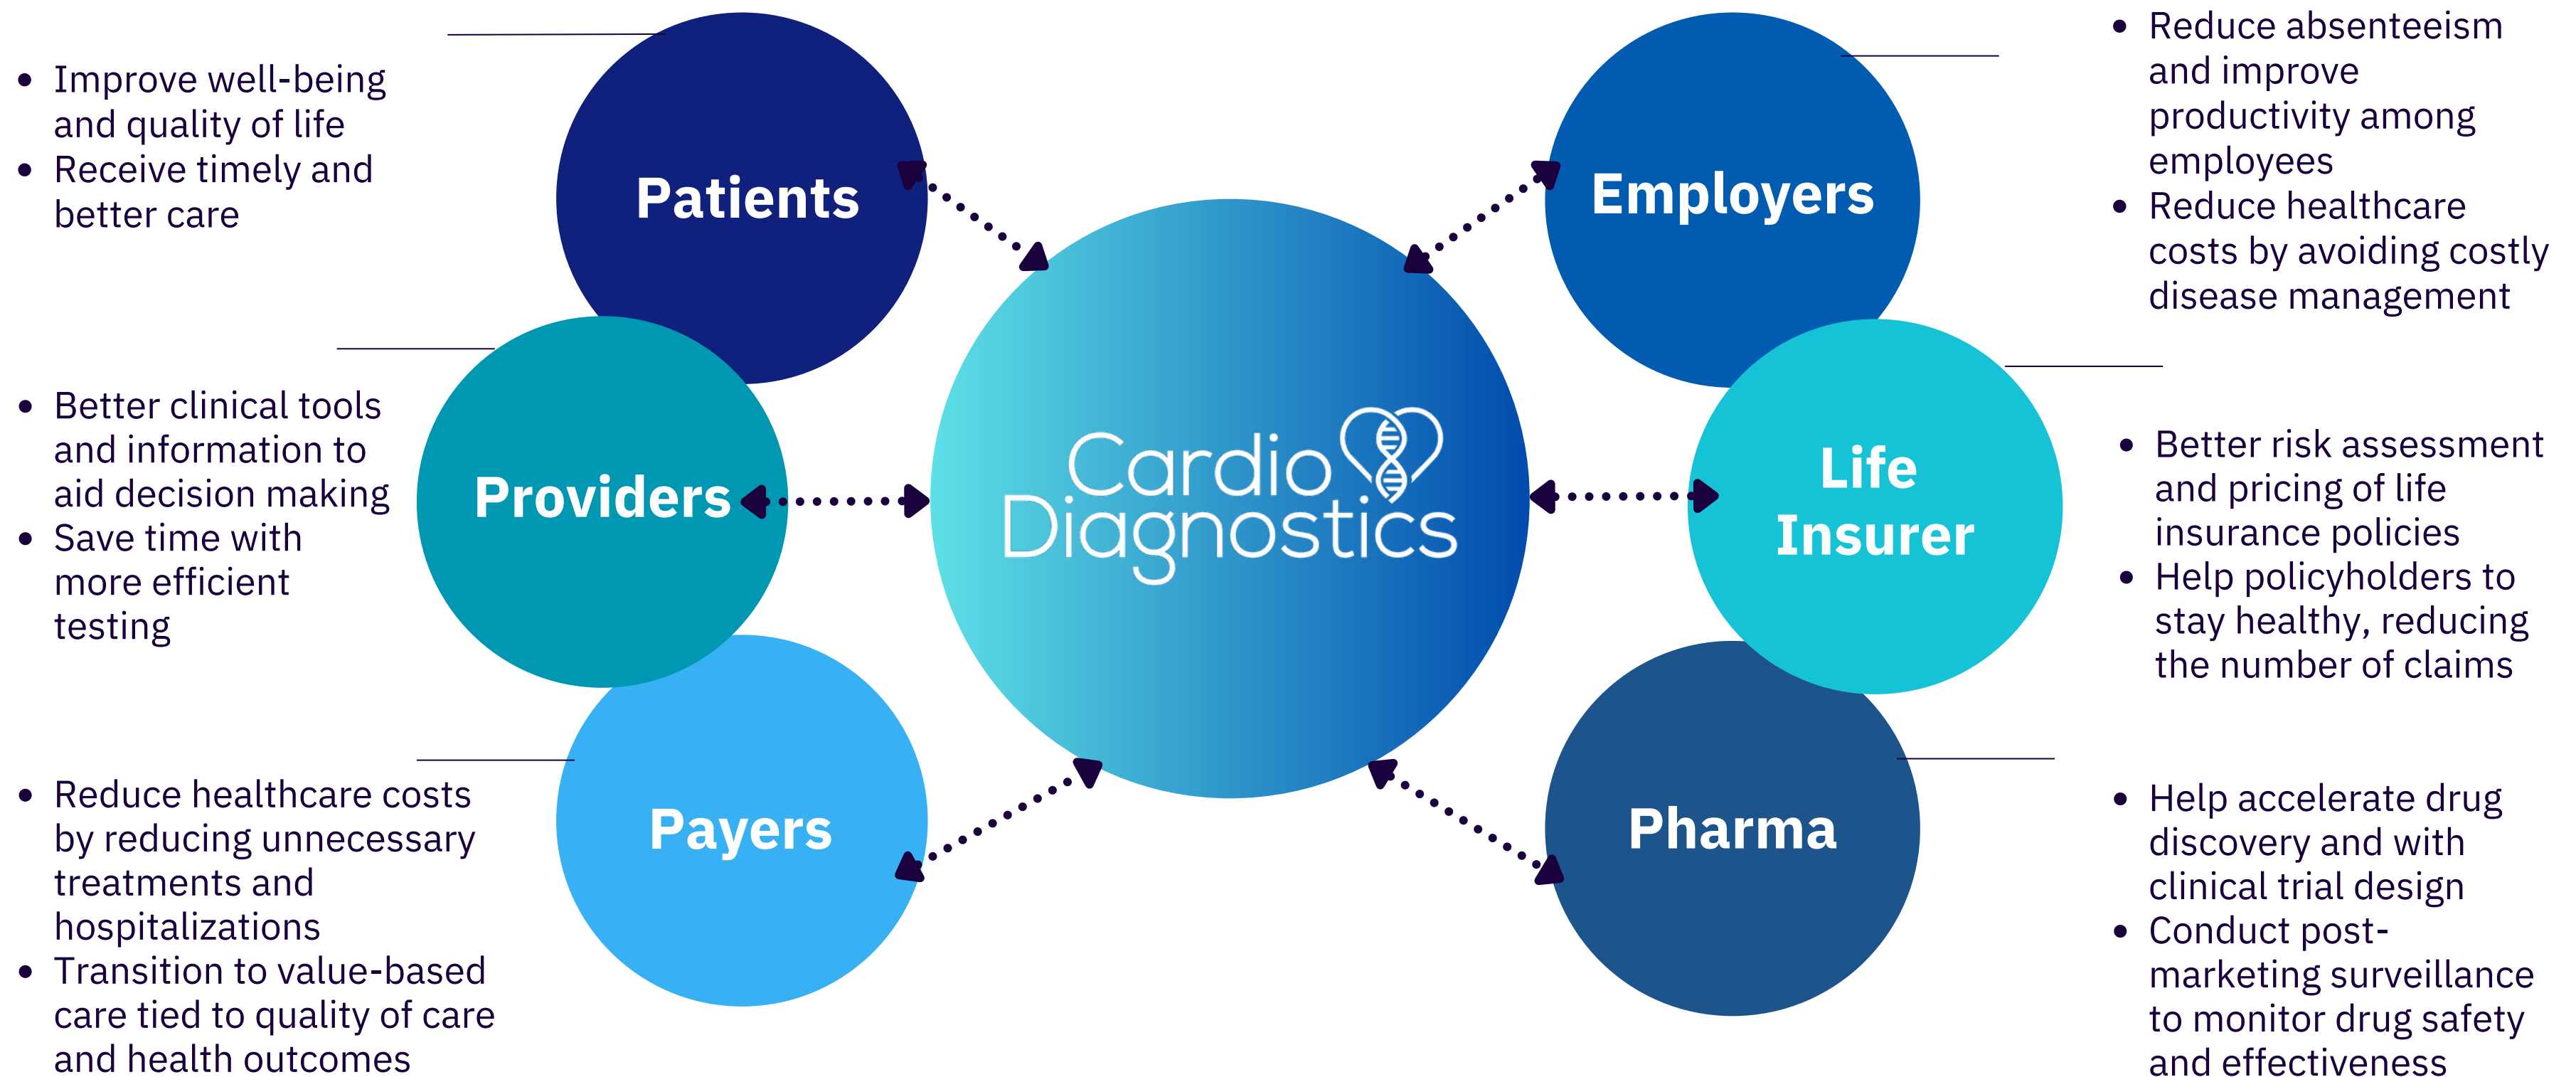 Patients
• Improve well-being
and quality of life
• Receive timely and
better care
Providers
• Better clinical tools
and information to
aid decision making
• Save time with
more efficient
testing
Payers
• Reduce healthcare costs
by reducing unnecessary
treatments and
hospitalizations
• Transition to value-based
care tied to quality of care
and health outcomes
Cardio
Diagnostics
Employers
• Reduce absenteeism
and improve
productivity among
employees
• Reduce healthcare
costs by avoiding costly
disease management
Life
Insurer
• Better risk assessment
and pricing of life
insurance policies
• Help policyholders to
stay healthy, reducing
the number of claims
Pharma
• Help accelerate drug
discovery and with
clinical trial design
• Conduct post-
marketing surveillance
to monitor drug safety
and effectiveness